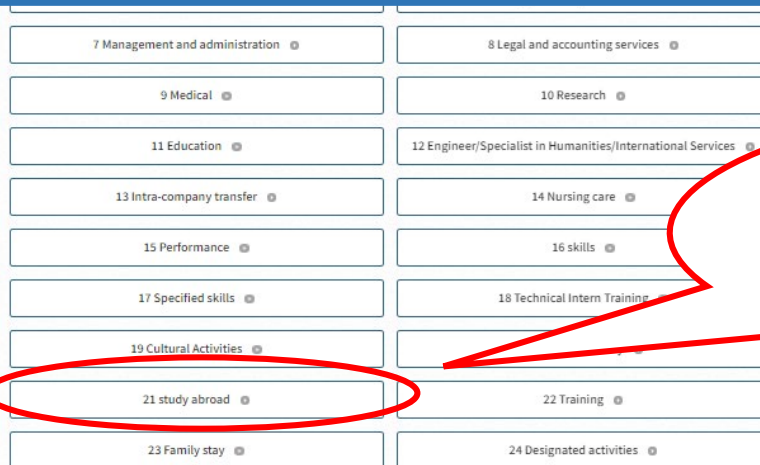 7 Management and administration
8 Legal and accounting services
9 Medical
10 Research
11 Education
12 Engineer/Specialist in Humanities/International Services
13 Intra-company transfer
14 Nursing care
15 Performance
16 skills
17 Specified skills
18 Technical Intern Training
19 Cultural Activities
21 study abroad
22 Training
23 Family stay
24 Designated activities